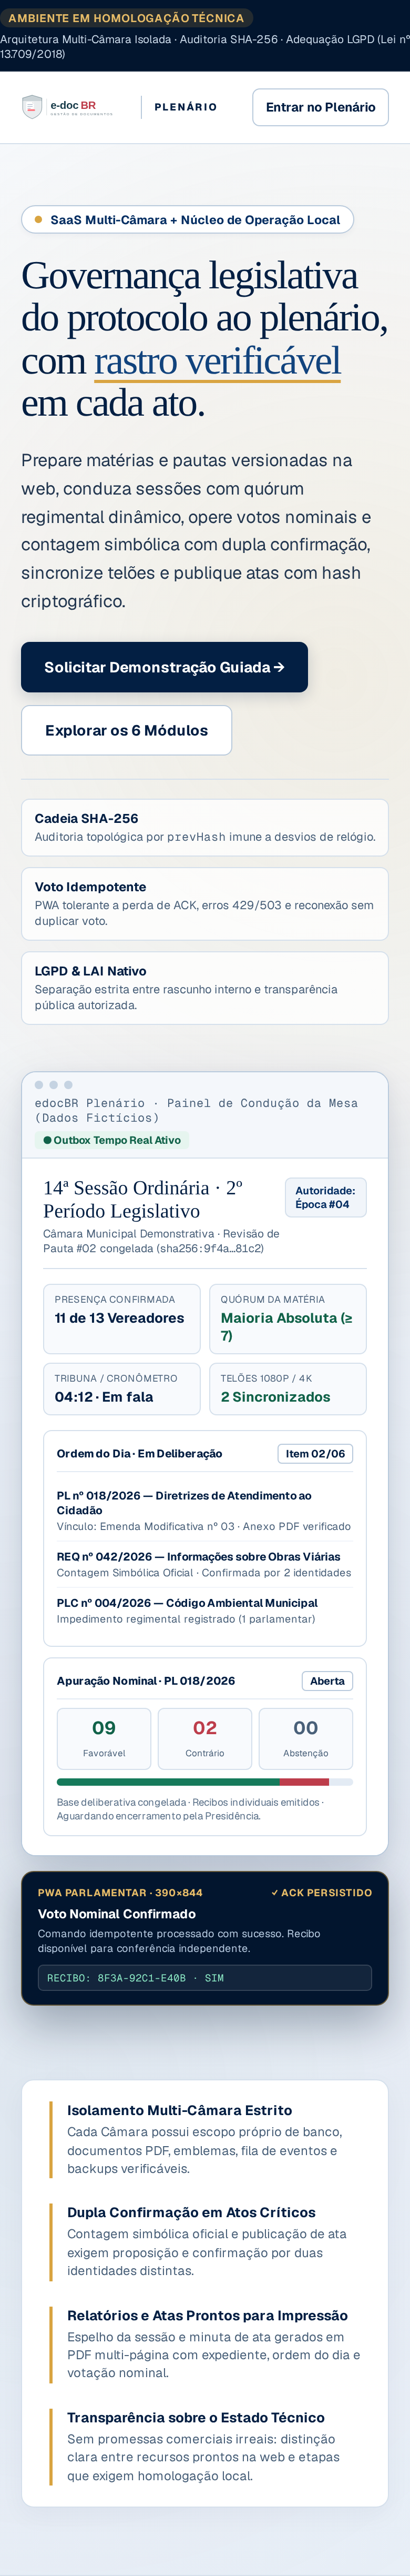 AMBIENTE EM HOMOLOGAÇÃO TÉCNICA
Arquitetura Multi-Câmara Isolada · Auditoria SHA-256 · Adequação LGPD (Lei nº
13.709/2018)
e-doc BR
GESTÃO DE DOCUMENTOS
PLENÁRIO
Entrar no Plenário
SaaS Multi-Câmara + Núcleo de Operação Local
Governança legislativa
do protocolo ao plenário,
com rastro verificável
em cada ato.
Prepare matérias e pautas versionadas na
web, conduza sessões com quórum
regimental dinâmico, opere votos nominais e
contagem simbólica com dupla confirmação,
sincronize telões e publique atas com hash
criptográfico.
Solicitar Demonstração Guiada →
Explorar os 6 Módulos
Cadeia SHA-256
Auditoria topológica por prevHash imune a desvios de relógio.
Voto Idempotente
PWA tolerante a perda de ACK, erros 429/503 e reconexão sem
duplicar voto.
LGPD & LAI Nativo
Separação estrita entre rascunho interno e transparência
pública autorizada.
edocBR Plenário · Painel de Condução da Mesa
(Dados Fictícios)
● Outbox Tempo Real Ativo
14ª Sessão Ordinária · 2º
Período Legislativo
Autoridade:
Época #04
Câmara Municipal Demonstrativa · Revisão de
Pauta #02 congelada (sha256:9f4a…81c2)
PRESENÇA CONFIRMADA
11 de 13 Vereadores
QUÓRUM DA MATÉRIA
Maioria Absoluta (≥
7)
TRIBUNA / CRONÔMETRO
04:12 · Em fala
TELÕES 1080P / 4K
2 Sincronizados
Ordem do Dia · Em Deliberação
Item 02/06
PL nº 018/2026 — Diretrizes de Atendimento ao
Cidadão
Vínculo: Emenda Modificativa nº 03 · Anexo PDF verificado
REQ nº 042/2026 — Informações sobre Obras Viárias
Contagem Simbólica Oficial · Confirmada por 2 identidades
PLC nº 004/2026 — Código Ambiental Municipal
Impedimento regimental registrado (1 parlamentar)
Apuração Nominal · PL 018/2026
Aberta
09
Favorável
02
Contrário
00
Abstenção
Base deliberativa congelada · Recibos individuais emitidos ·
Aguardando encerramento pela Presidência.
PWA PARLAMENTAR · 390×844
✓ ACK PERSISTIDO
Voto Nominal Confirmado
Comando idempotente processado com sucesso. Recibo
disponível para conferência independente.
RECIBO: 8F3A-92C1-E40B · SIM
Isolamento Multi-Câmara Estrito
Cada Câmara possui escopo próprio de banco,
documentos PDF, emblemas, fila de eventos e
backups verificáveis.
Dupla Confirmação em Atos Críticos
Contagem simbólica oficial e publicação de ata
exigem proposição e confirmação por duas
identidades distintas.
Relatórios e Atas Prontos para Impressão
Espelho da sessão e minuta de ata gerados em
PDF multi-página com expediente, ordem do dia e
votação nominal.
Transparência sobre o Estado Técnico
Sem promessas comerciais irreais: distinção
clara entre recursos prontos na web e etapas
que exigem homologação local.